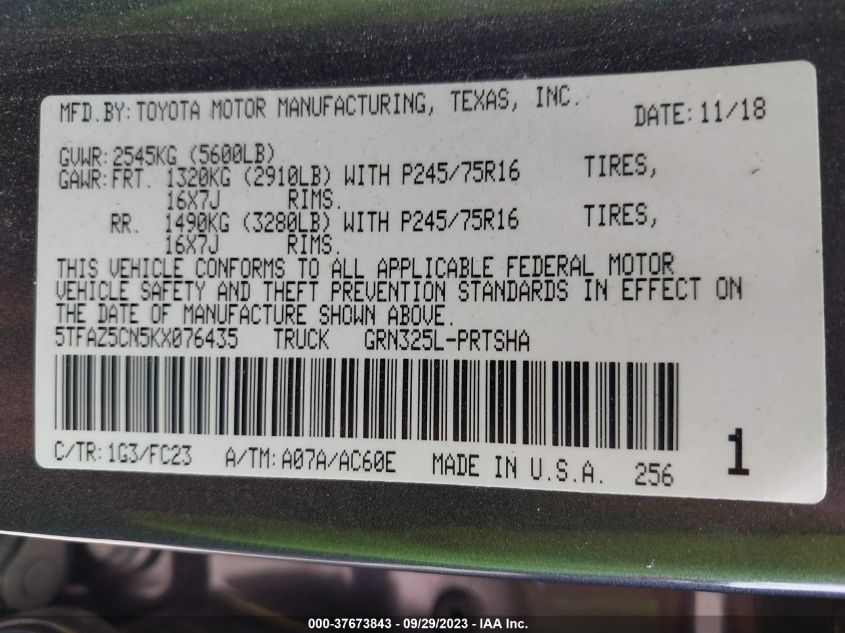 MFD.BY: TOYOTA MOTOR MANUFACTURING, TEXAS, INC. DATE: 11/18
GVWR: 2545KG (5600LB)
GAWR: FRT. 1320KG (2910LB) WITH P245/75R16 TIRES,
16X7J RIMS.
RR. 1490KG (3280LB) WITH P245/75R16 TIRES,
16X7J RIMS.
THIS VEHICLE CONFORMS TO ALL APPLICABLE FEDERAL MOTOR
VEHICLE SAFETY AND THEFT PREVENTION STANDARDS IN EFFECT ON
THE DATE OF MANUFACTURE SHOWN ABOVE.
5TFAZ5CN5KX076435 TRUCK GRN325L-PRTSHA
C/TR: 1G3/FC23 A/TM: A07A/AC60E MADE IN U.S.A. 256 1
000-37673843 - 09/29/2023 - IAA Inc.